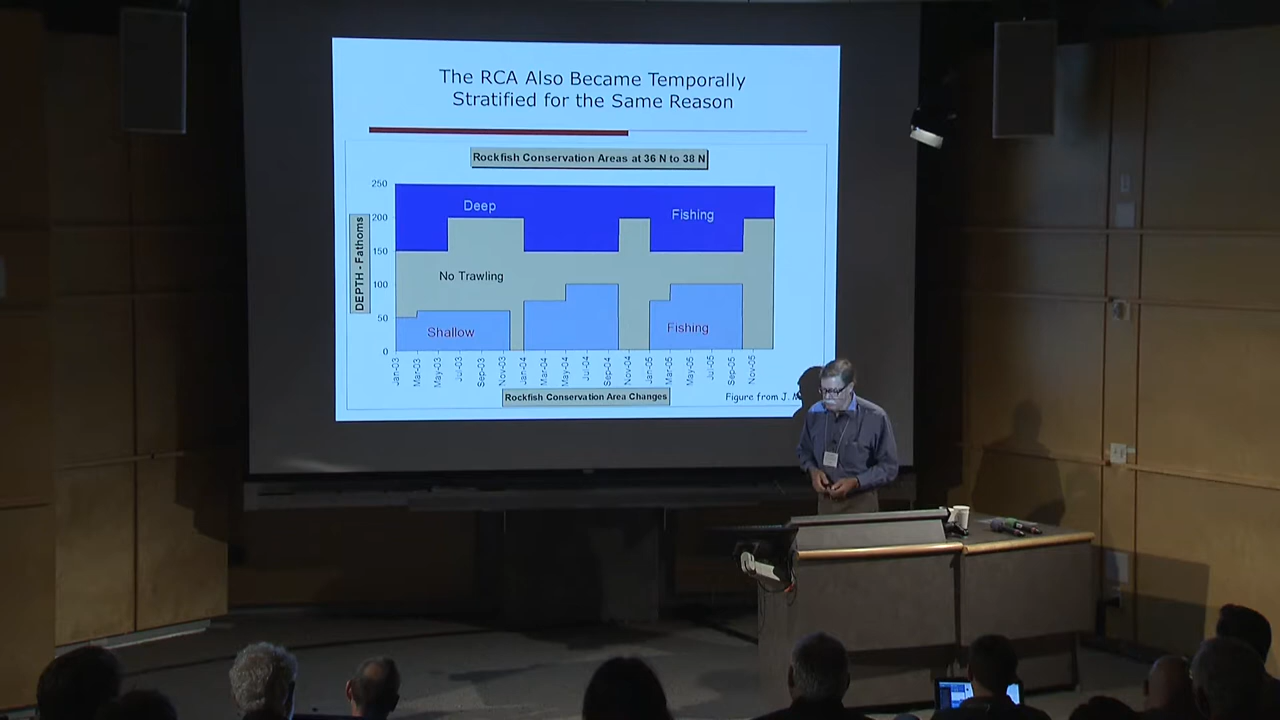 The RCA Also Became Temporally
Stratified for the Same Reason
Rockfish Conservation Areas at 36 N to 38 N
DEPTH - Fathoms
250
200
150
100
50
0
Deep
Fishing
No Trawling
Shallow
Fishing
Jan-03
Mar-03
May-03
Jul-03
Sep-03
Nov-03
Jan-04
Mar-04
May-04
Jul-04
Sep-04
Nov-04
Jan-05
Mar-05
May-05
Jul-05
Sep-05
Nov-05
Rockfish Conservation Area Changes
Figure from J.